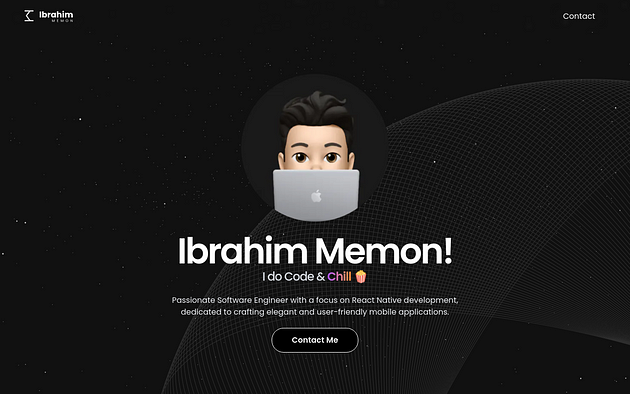 Ibrahim
MEMON
Contact
Ibrahim Memon!
I do Code & Chill 🍿
Passionate Software Engineer with a focus on React Native development,
dedicated to crafting elegant and user-friendly mobile applications.
Contact Me